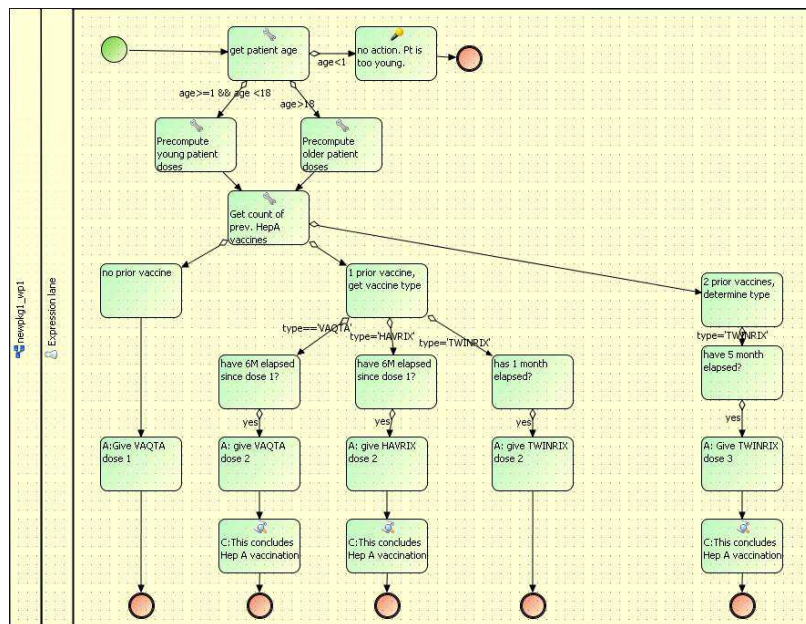 get patient age
no action. Pt is
too young.
age<1
age>=1 && age <18
age>18
Precompute
young patient
doses
Precompute
older patient
doses
Get count of
prev. HepA
vaccines
no prior vaccine
1 prior vaccine,
get vaccine type
2 prior vaccines,
determine type
type=='VAQTA'
type='HAVRIX'
type='TWINRIX'
type='TWINRIX'
have 6M elapsed
since dose 1?
have 6M elapsed
since dose 1?
has 1 month
elapsed?
have 5 month
elapsed?
yes
yes
yes
yes
A:Give VAQTA
dose 1
A: give VAQTA
dose 2
A: give HAVRIX
dose 2
A: give TWINRIX
dose 2
A: Give TWINRIX
dose 3
C:This concludes
Hep A vaccination
C:This concludes
Hep A vaccination
C:This concludes
Hep A vaccination
newpkg1_wp1
Expression lane